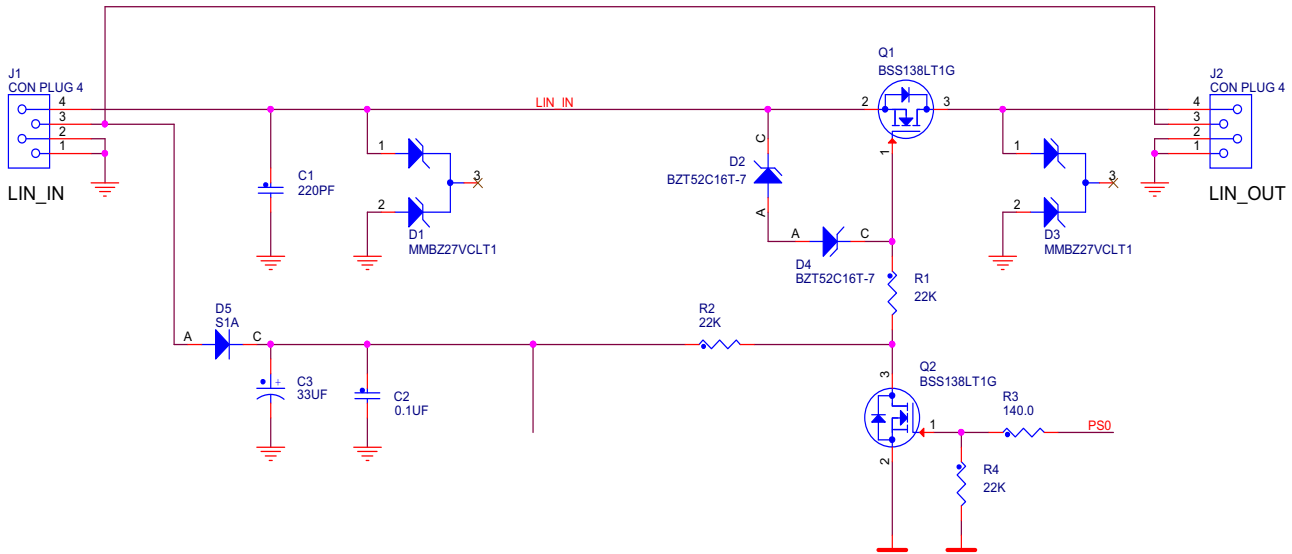 J1
CON PLUG 4
4
3
2
1
LIN_IN
C1
220PF
1
2
3
D1
MMBZ27VCLT1
LIN_IN
Q1
BSS138LT1G
2
3
1
C
D2
BZT52C16T-7
A
A
C
D4
BZT52C16T-7
R1
22K
1
2
3
D3
MMBZ27VCLT1
J2
CON PLUG 4
4
3
2
1
LIN_OUT
D5
S1A
A
C
C3
33UF
+
C2
0.1UF
R2
22K
Q2
BSS138LT1G
3
1
2
R3
140.0
PS0
R4
22K